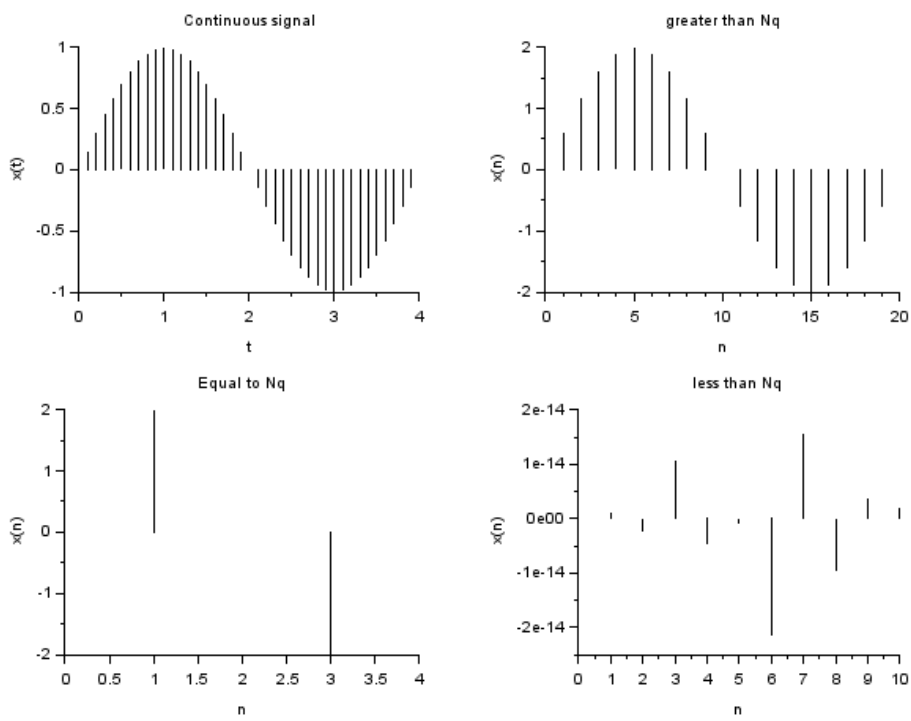 Continuous signal
1
0.5
0
-0.5
-1
x(t)
0 1 2 3 4
t
greater than Nq
2
1
0
-1
-2
x(n)
0 5 10 15 20
n
Equal to Nq
2
1
0
-1
-2
x(n)
0 0.5 1 1.5 2 2.5 3 3.5 4
n
less than Nq
2e-14
1e-14
0e00
-1e-14
-2e-14
x(n)
0 1 2 3 4 5 6 7 8 9 10
n